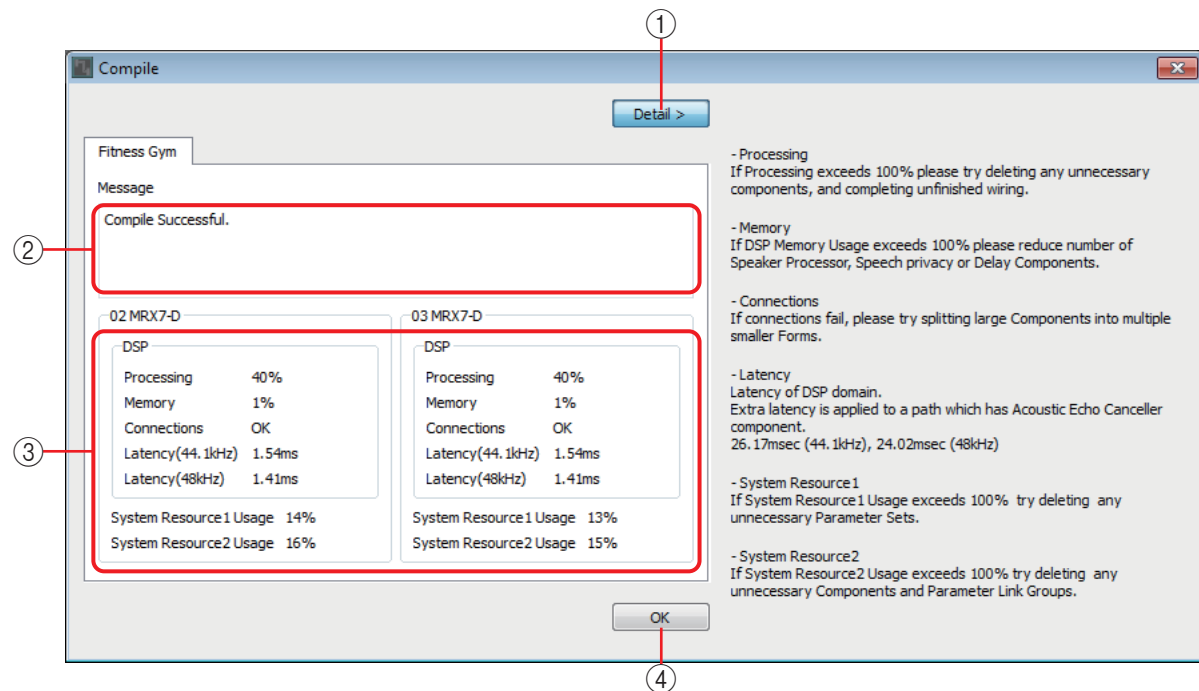 ①
Compile
Detail >
Fitness Gym
Message
②
Compile Successful.
③
02 MRX7-D
DSP
Processing 40%
Memory 1%
Connections OK
Latency(44.1kHz) 1.54ms
Latency(48kHz) 1.41ms
System Resource1 Usage 14%
System Resource2 Usage 16%
03 MRX7-D
DSP
Processing 40%
Memory 1%
Connections OK
Latency(44.1kHz) 1.54ms
Latency(48kHz) 1.41ms
System Resource1 Usage 13%
System Resource2 Usage 15%
OK
④
- Processing
If Processing exceeds 100% please try deleting any unnecessary
components, and completing unfinished wiring.
- Memory
If DSP Memory Usage exceeds 100% please reduce number of
Speaker Processor, Speech privacy or Delay Components.
- Connections
If connections fail, please try splitting large Components into multiple
smaller Forms.
- Latency
Latency of DSP domain.
Extra latency is applied to a path which has Acoustic Echo Canceller
component.
26.17msec (44.1kHz), 24.02msec (48kHz)
- System Resource1
If System Resource1 Usage exceeds 100% try deleting any
unnecessary Parameter Sets.
- System Resource2
If System Resource2 Usage exceeds 100% try deleting any
unnecessary Components and Parameter Link Groups.